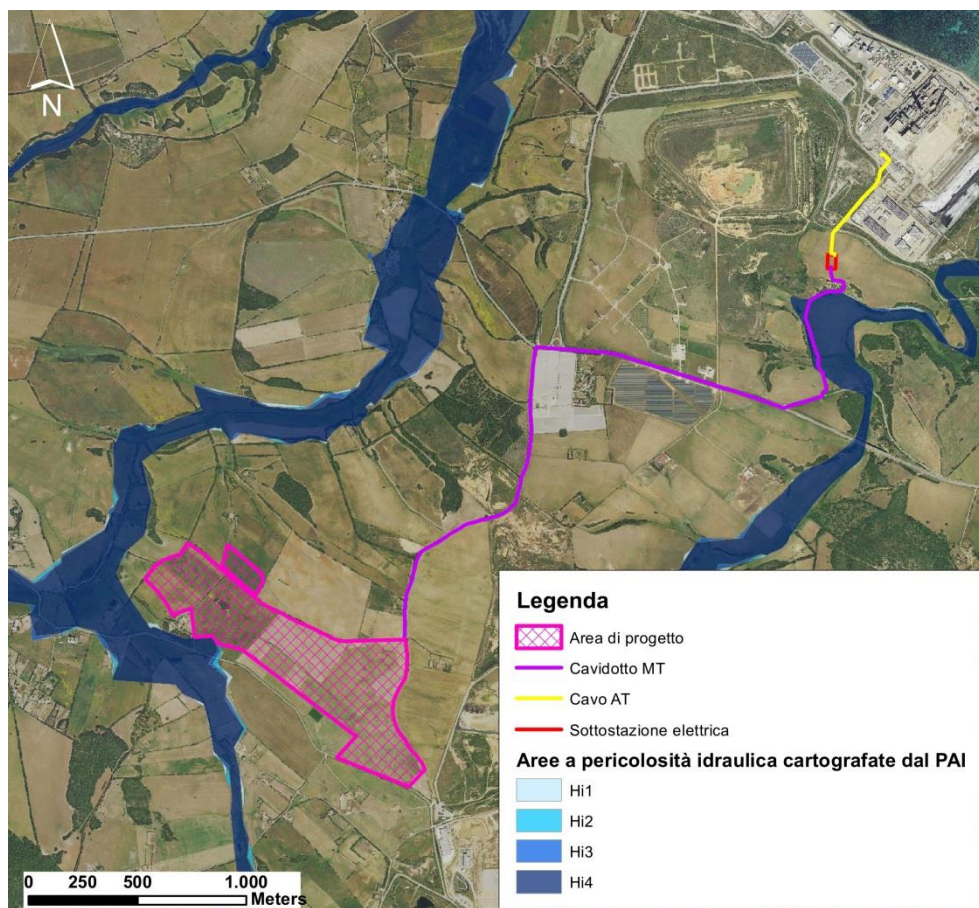 N
Legenda
Area di progetto
Cavidotto MT
Cavo AT
Sottostazione elettrica
Aree a pericolosità idraulica cartografate dal PAI
Hi1
Hi2
Hi3
Hi4
0 250 500 1.000
Meters